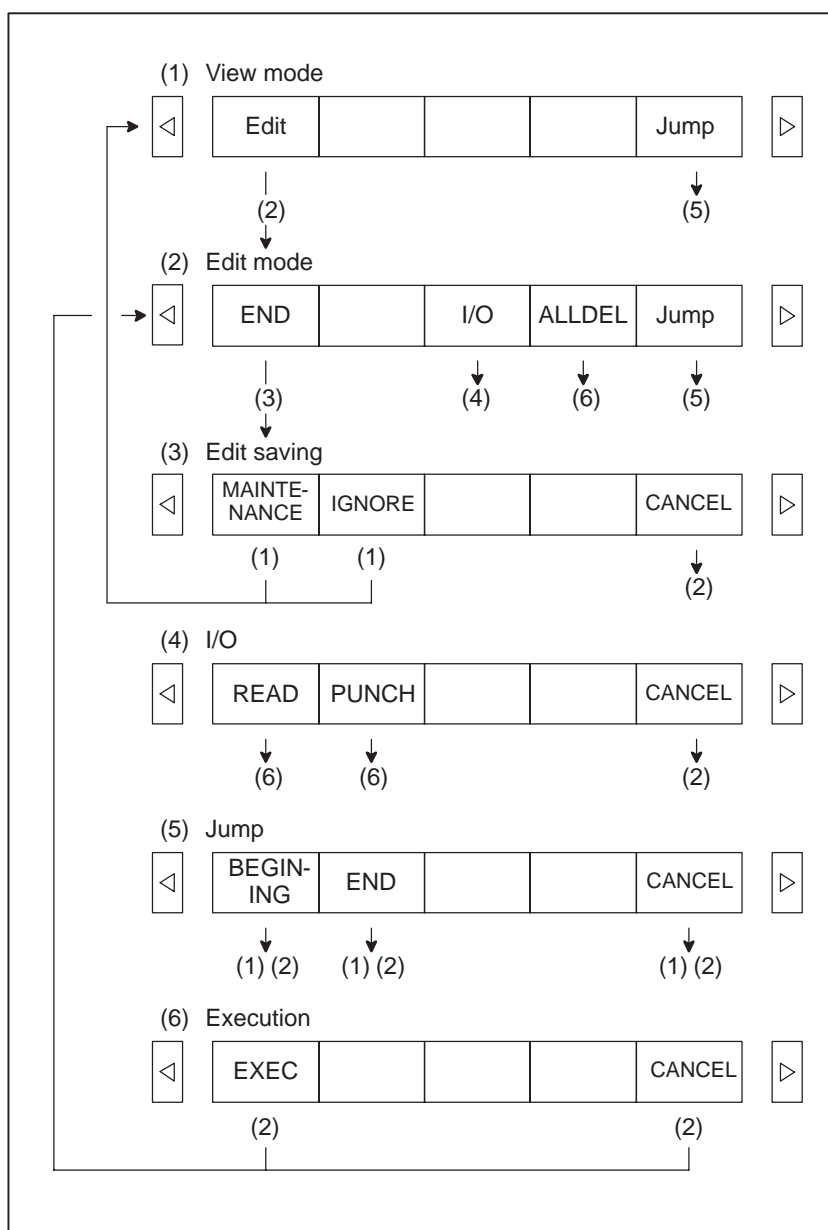 (1) View mode
Edit Jump
(2) (5)
(2) Edit mode
END I/O ALLDEL Jump
(3) (4) (6) (5)
(3) Edit saving
MAINTE-
NANCE IGNORE CANCEL
(1) (1) (2)
(4) I/O
READ PUNCH CANCEL
(6) (6) (2)
(5) Jump
BEGIN-
ING END CANCEL
(1) (2) (1) (2) (1) (2)
(6) Execution
EXEC CANCEL
(2) (2)